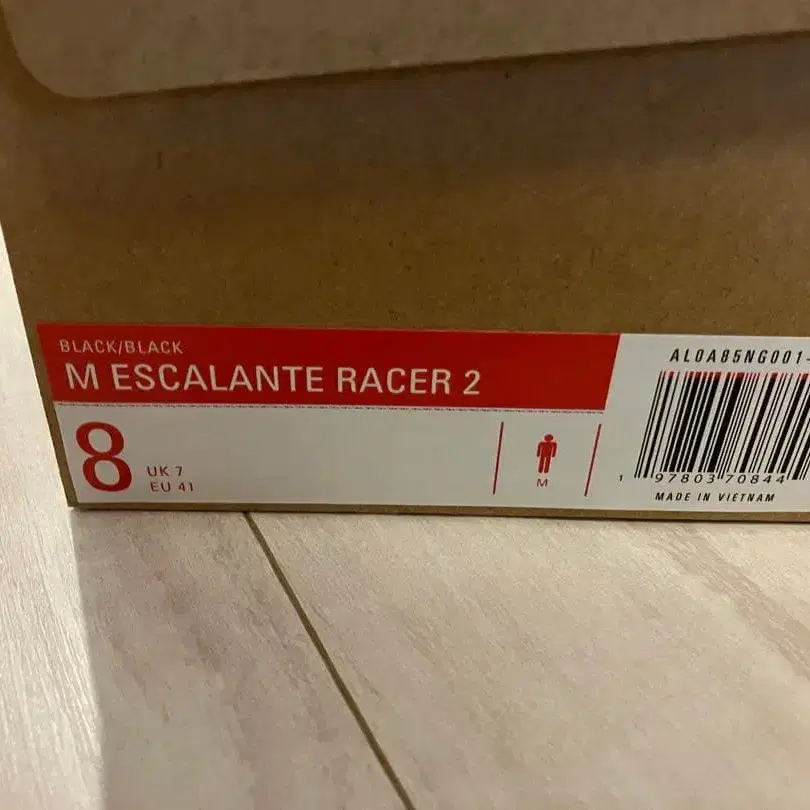 BLACK/BLACK
M ESCALANTE RACER 2
8
UK 7
EU 41
M
AL0A85NG001-
1 97803 70844
MADE IN VIETNAM